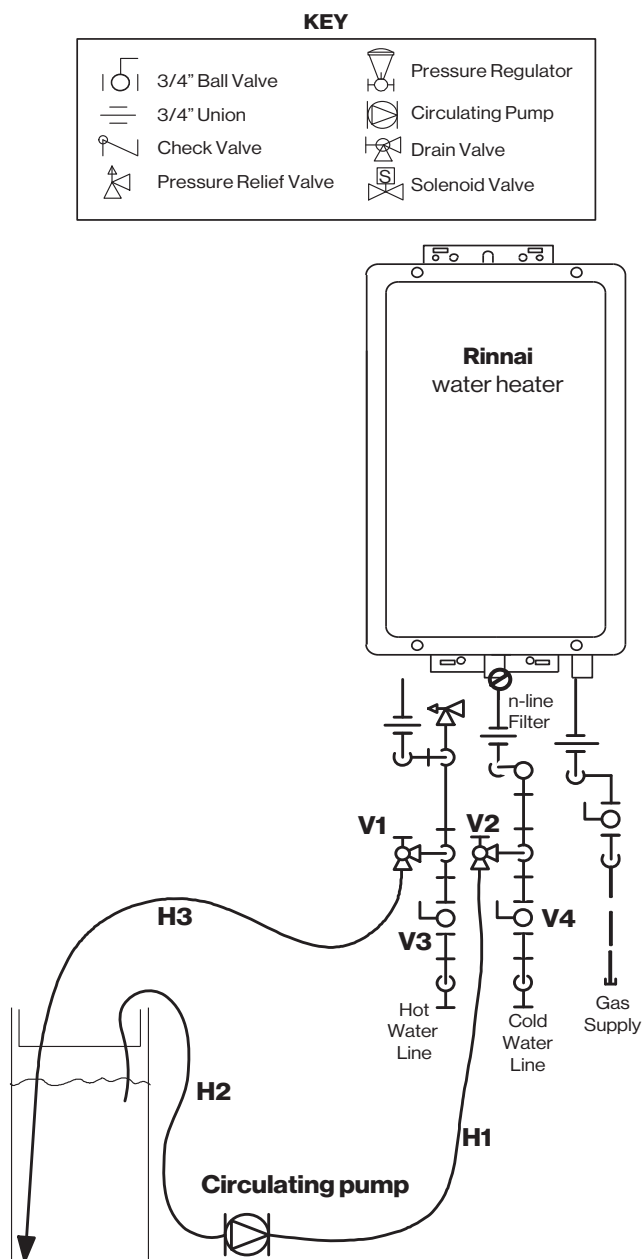 KEY
3/4” Ball Valve
3/4” Union
Check Valve
Pressure Relief Valve
Pressure Regulator
Circulating Pump
Drain Valve
S
Solenoid Valve
Rinnai
water heater
n-line
Filter
V1
V2
H3
V3
V4
Hot
Water
Line
Cold
Water
Line
Gas
Supply
H2
H1
Circulating pump